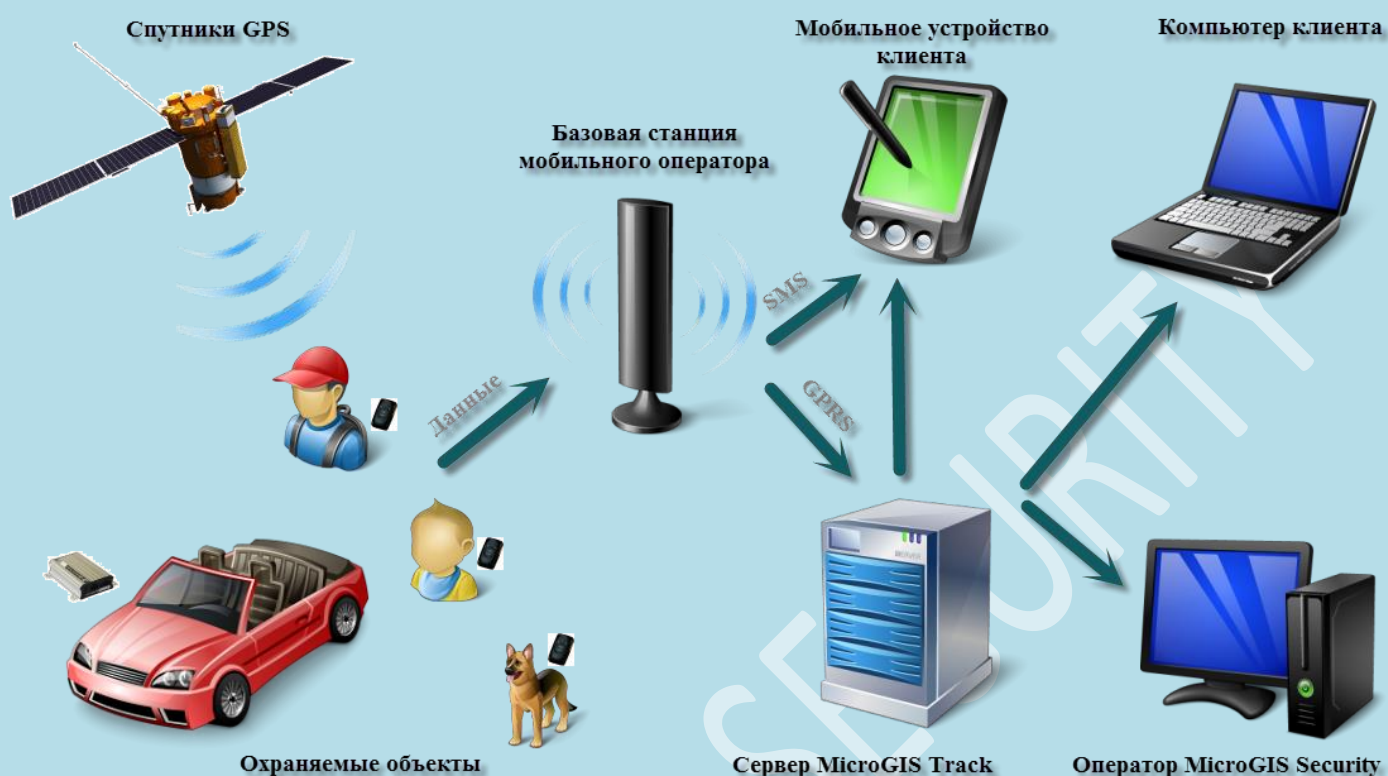 Спутники GPS
Мобильное устройство
клиента
Компьютер клиента
Базовая станция
мобильного оператора
SMS
Данные
GPRS
SERVER
SECURITY
Охраняемые объекты
Сервер MicroGIS Track
Оператор MicroGIS Security